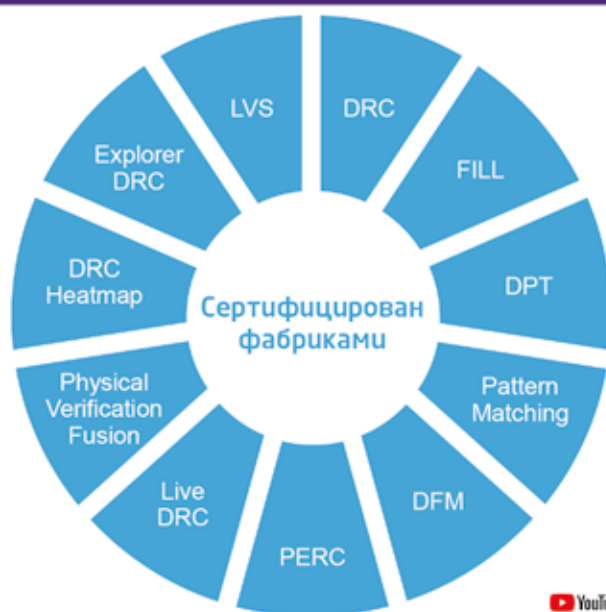 LVS
DRC
Explorer
DRC
FILL
DRC
Heatmap
DPT
Сертифицирован
фабриками
Physical
Verification
Fusion
Pattern
Matching
Live
DRC
DFM
PERC